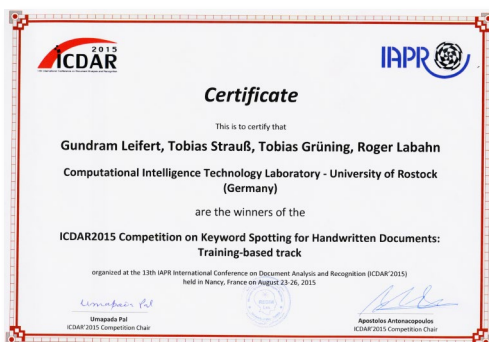 2015
ICDAR
IAPR
Certificate
This is to certify that
Gundram Leifert, Tobias Strauß, Tobias Grüning, Roger Labahn
Computational Intelligence Technology Laboratory - University of Rostock
(Germany)
are the winners of the
ICDAR2015 Competition on Keyword Spotting for Handwritten Documents:
Training-based track
organized at the 13th IAPR International Conference on Document Analysis and Recognition (ICDAR'2015)
held in Nancy, France on August 23-26, 2015
Umapada Pal
Umapada Pal
ICDAR'2015 Competition Chair
Apostolos Antonacopoulos
ICDAR'2015 Competition Chair